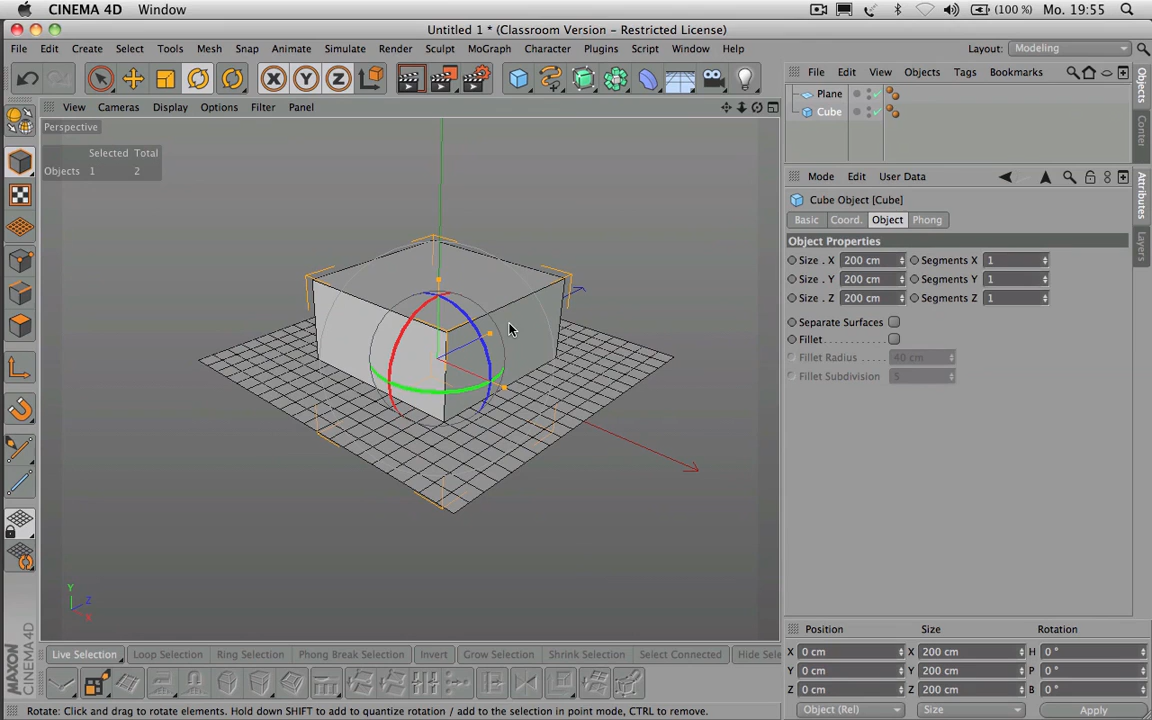 CINEMA 4D Window (100 %) Mo. 19:55
Untitled 1 * (Classroom Version - Restricted License)
File Edit Create Select Tools Mesh Snap Animate Simulate Render Sculpt MoGraph Character Plugins Script Window Help Layout: Modeling
X Y Z
File Edit View Objects Tags Bookmarks
Plane
Cube
View Cameras Display Options Filter Panel
Perspective
Selected Total
Objects 1 2
Mode Edit User Data
Cube Object [Cube]
Basic Coord. Object Phong
Object Properties
Size . X 200 cm Segments X 1
Size . Y 200 cm Segments Y 1
Size . Z 200 cm Segments Z 1
Separate Surfaces
Fillet
Fillet Radius 40 cm
Fillet Subdivision 5
Objects
Attributes
Layers
Y Z X
MAXON CINEMA 4D
Live Selection Loop Selection Ring Selection Phong Break Selection Invert Grow Selection Shrink Selection Select Connected Hide Sele
Position Size Rotation
X 0 cm X 200 cm H 0 °
Y 0 cm Y 200 cm P 0 °
Z 0 cm Z 200 cm B 0 °
Object (Rel) Size Apply
Rotate: Click and drag to rotate elements. Hold down SHIFT to add to quantize rotation / add to the selection in point mode, CTRL to remove.